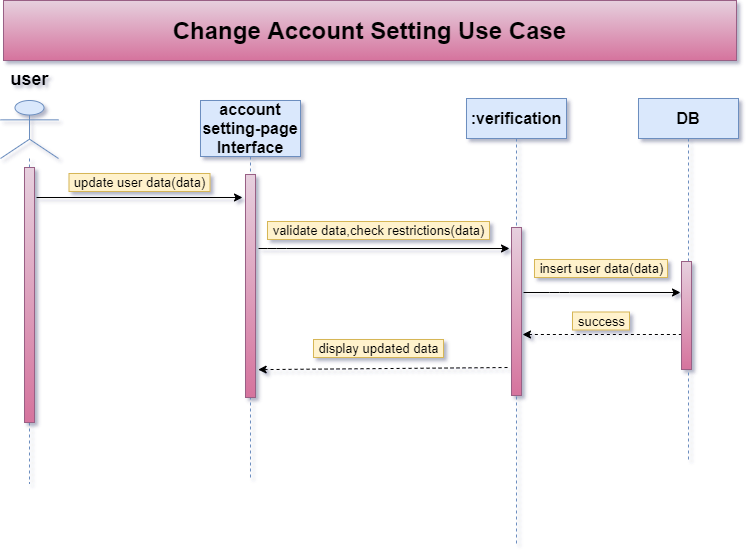 Change Account Setting Use Case
user
account
setting-page
Interface
:verification
DB
update user data(data)
validate data,check restrictions(data)
insert user data(data)
success
display updated data